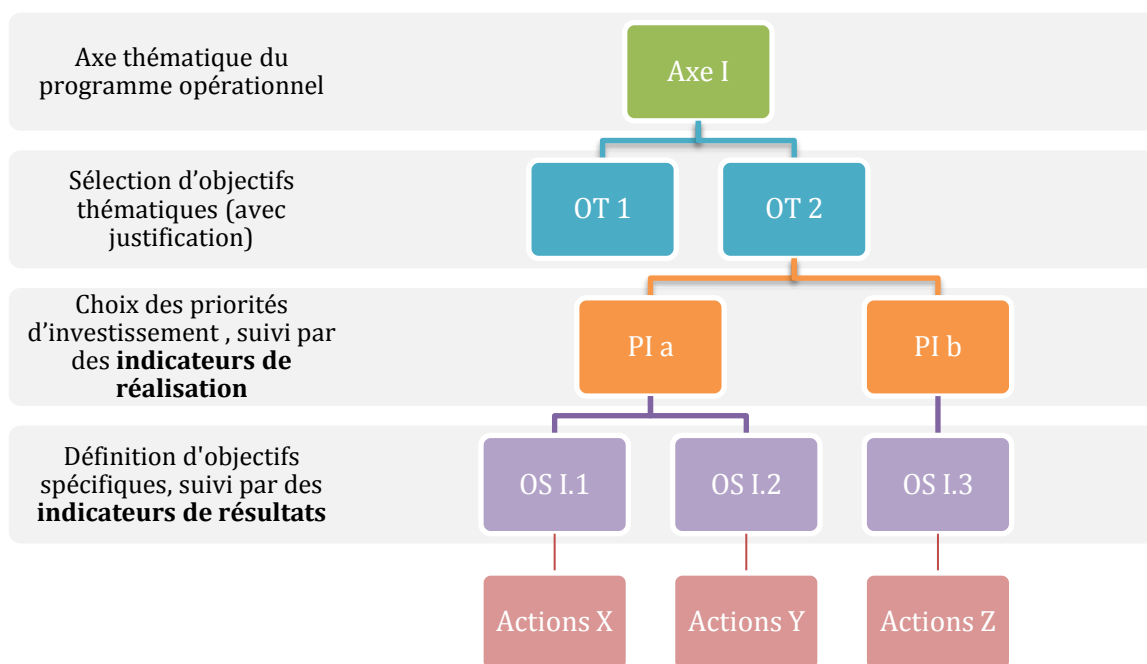 Axe thématique du
programme opérationnel
Axe I
Sélection d’objectifs
thématiques (avec
justification)
OT 1
OT 2
Choix des priorités
d’investissement , suivi par
des indicateurs de
réalisation
PI a
PI b
Définition d'objectifs
spécifiques, suivi par des
indicateurs de résultats
OS I.1
OS I.2
OS I.3
Actions X
Actions Y
Actions Z